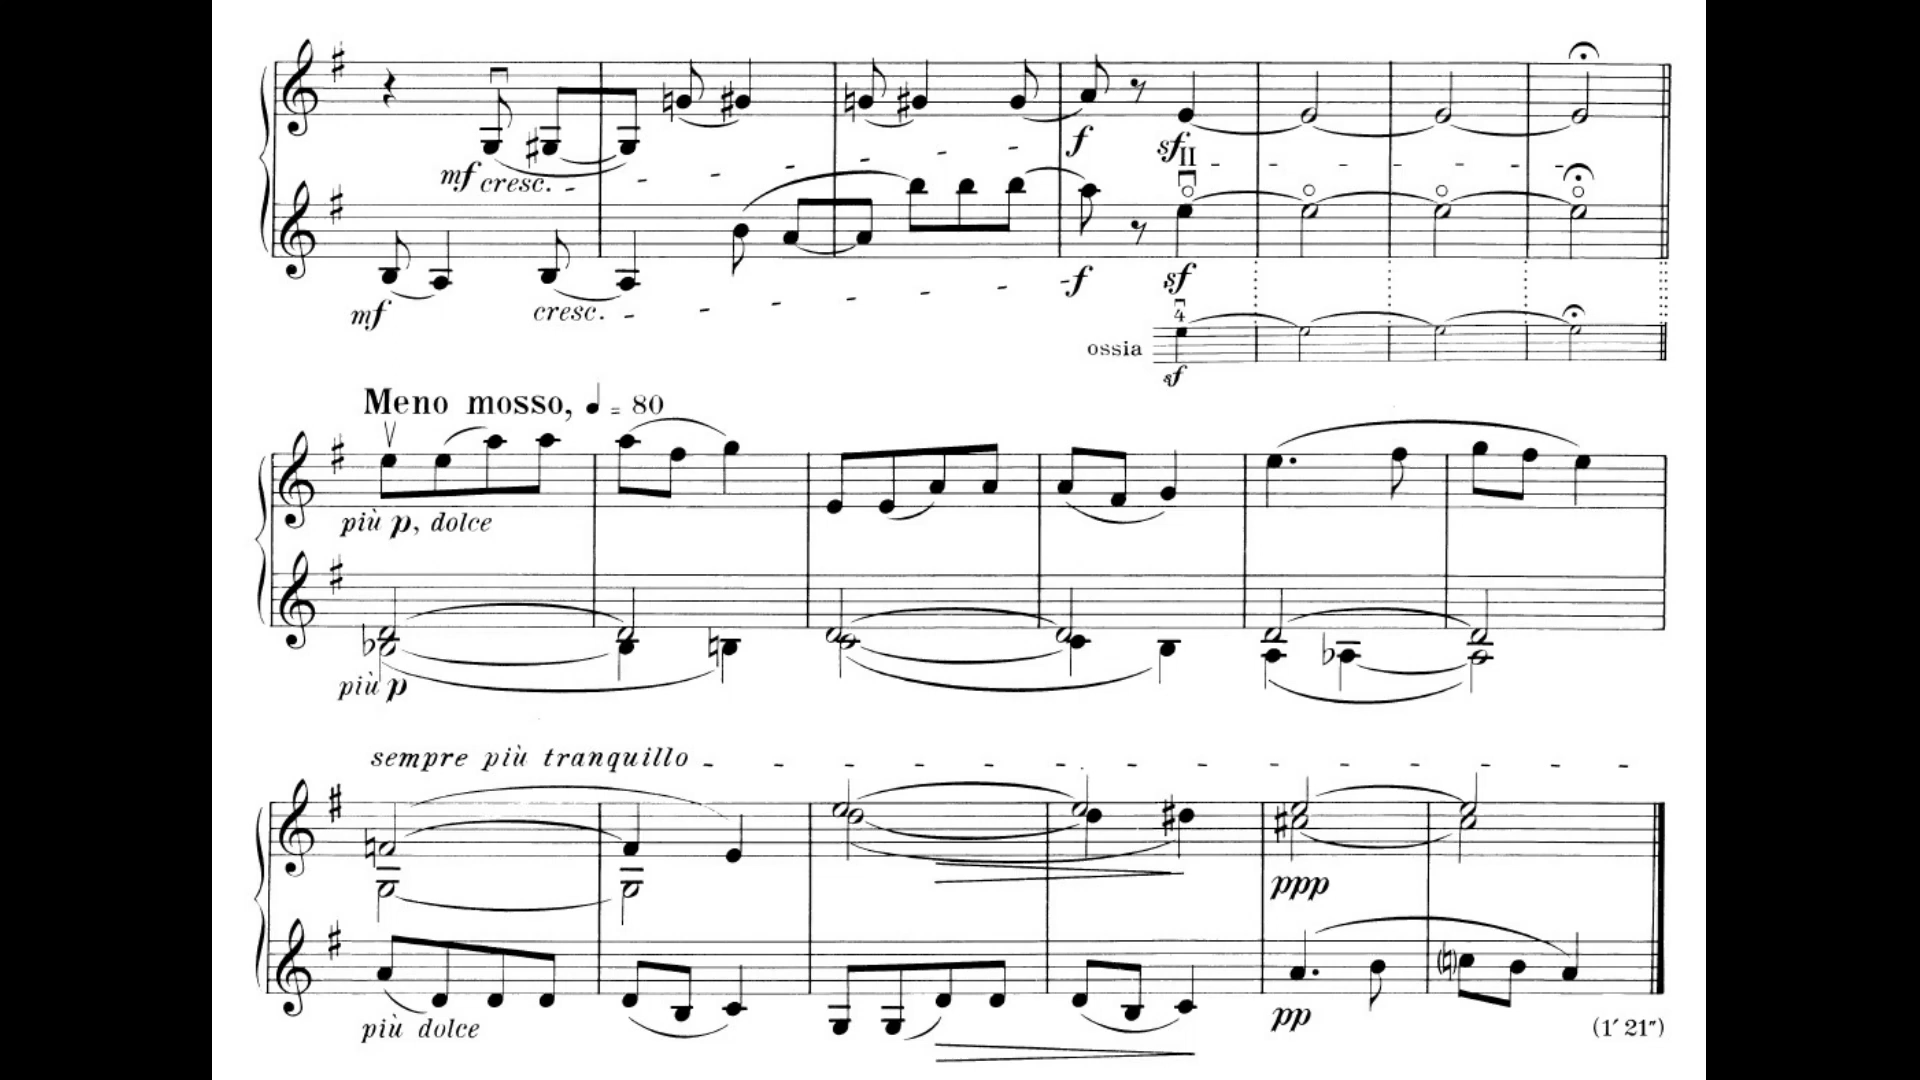 f
sf
II
mf cresc.
f
sf
mf
cresc.
4
ossia
sf
Meno mosso, ♩ = 80
più p, dolce
più p
sempre più tranquillo
ppp
più dolce
pp
(1′ 21″)